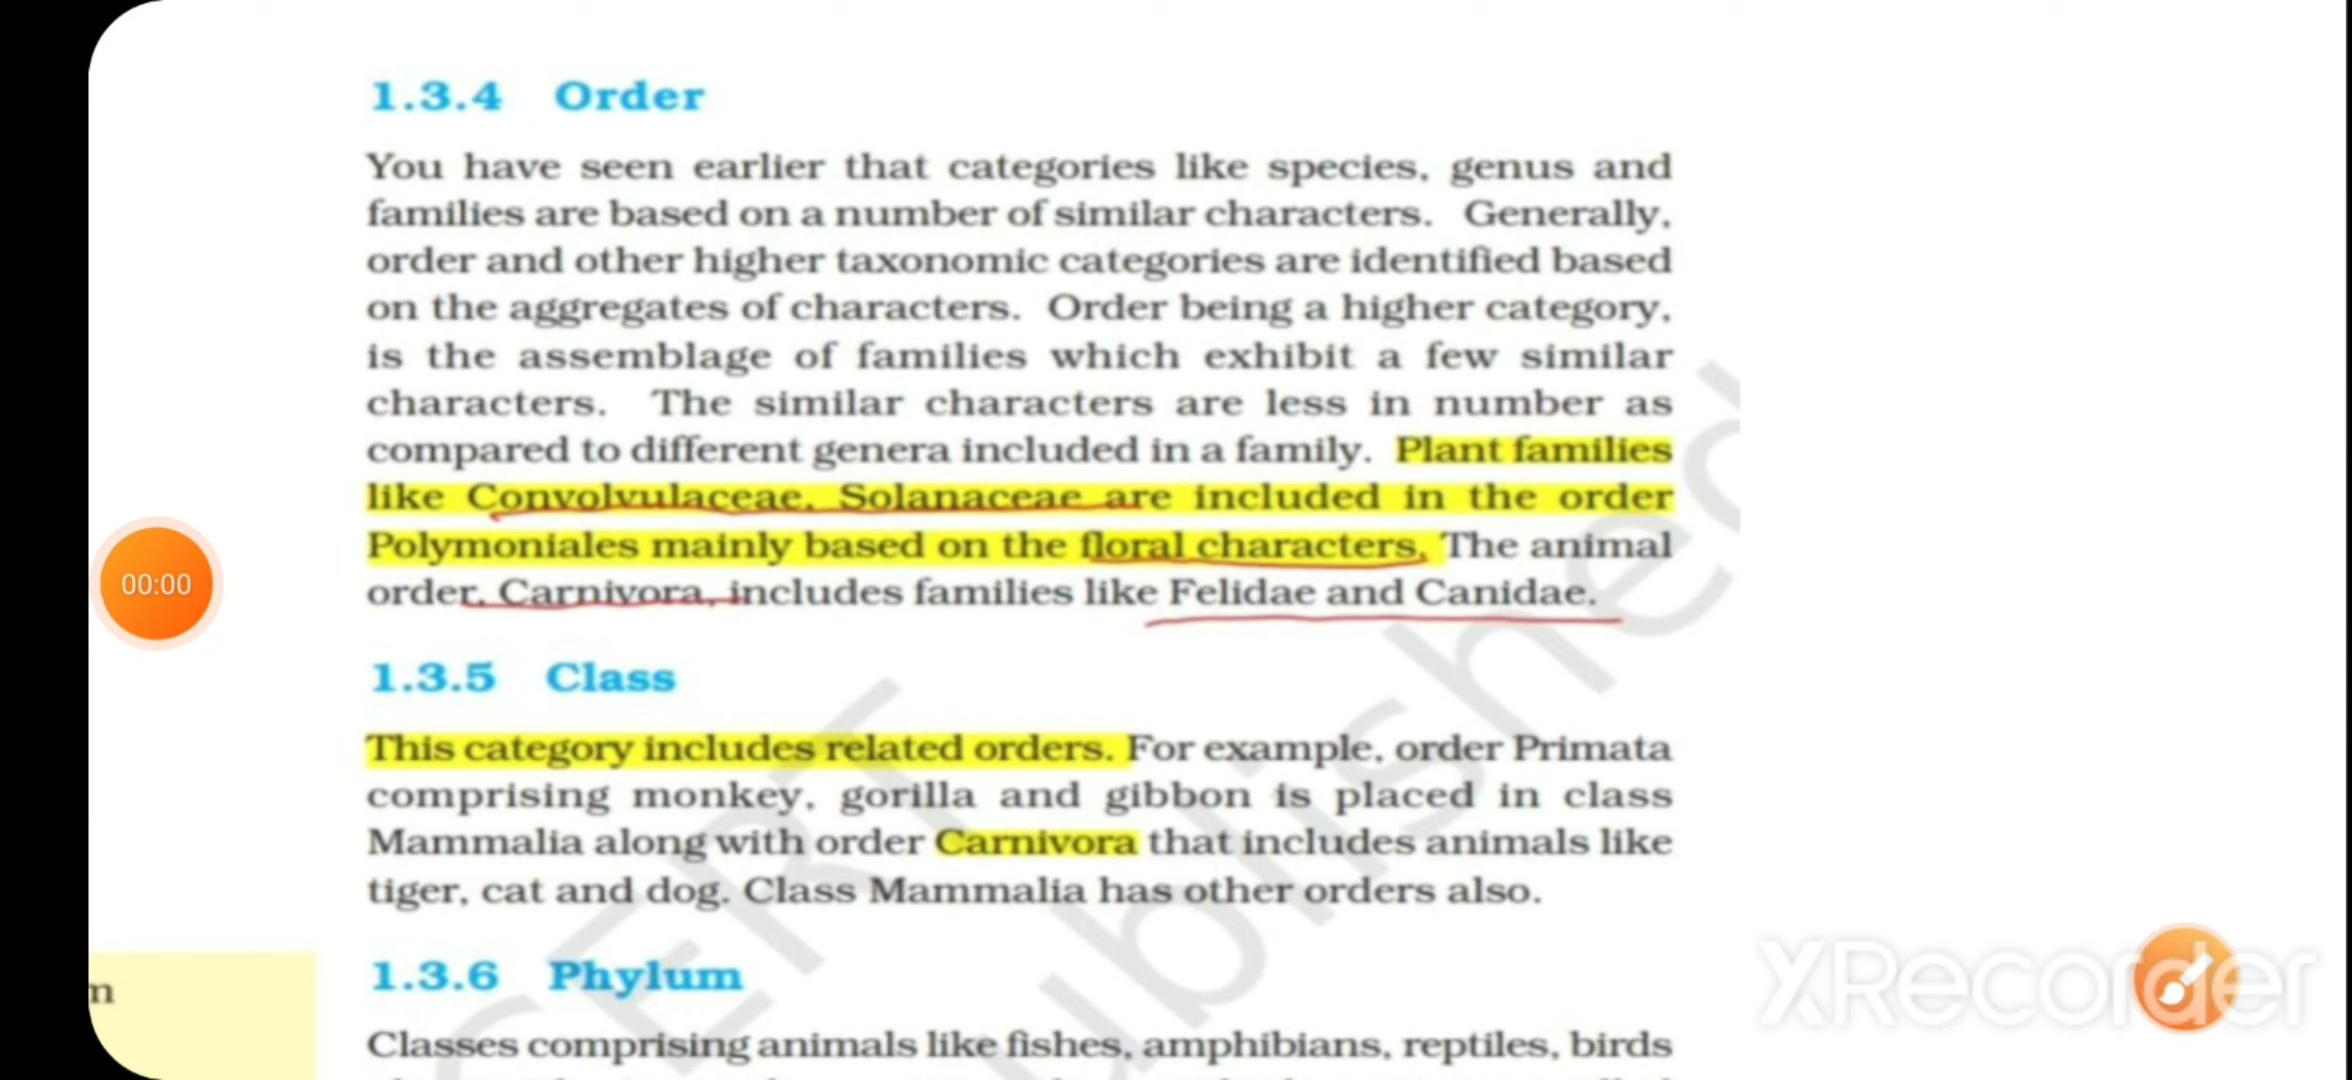 1.3.4 Order
You have seen earlier that categories like species, genus and
families are based on a number of similar characters. Generally,
order and other higher taxonomic categories are identified based
on the aggregates of characters. Order being a higher category,
is the assemblage of families which exhibit a few similar
characters. The similar characters are less in number as
compared to different genera included in a family. Plant families
like Convolvulaceae, Solanaceae are included in the order
Polymoniales mainly based on the floral characters. The animal
order, Carnivora, includes families like Felidae and Canidae.
00:00
1.3.5 Class
This category includes related orders. For example, order Primata
comprising monkey, gorilla and gibbon is placed in class
Mammalia along with order Carnivora that includes animals like
tiger, cat and dog. Class Mammalia has other orders also.
m
1.3.6 Phylum
Classes comprising animals like fishes, amphibians, reptiles, birds
XRecorder